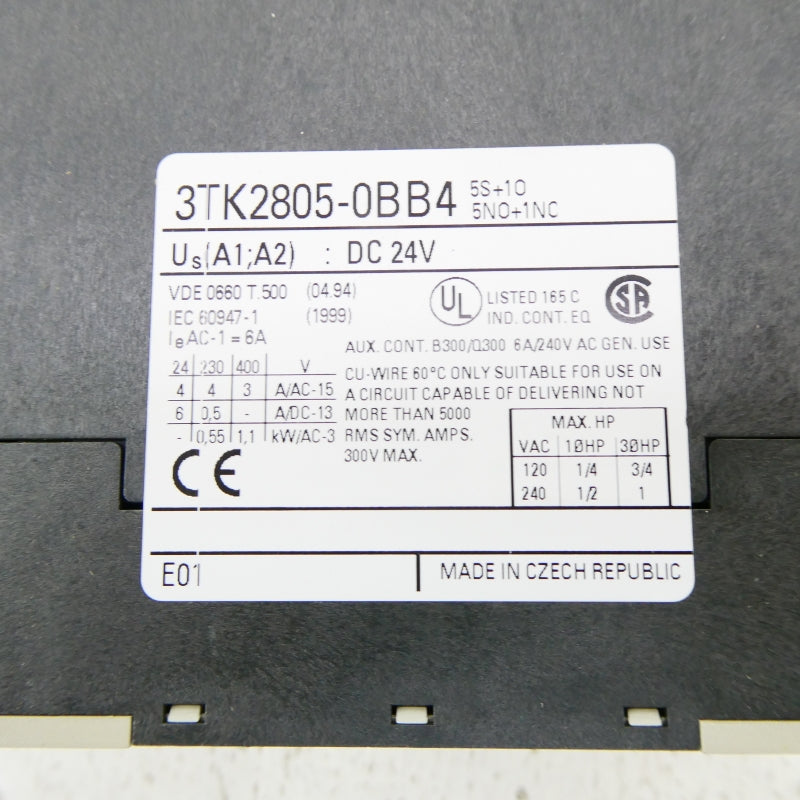 3TK2805-0BB4 5S+1O
5NO+1NC
Us(A1;A2) : DC 24V
VDE 0660 T.500 (04.94)
IEC 60947-1 (1999)
IeAC-1 = 6A
UL LISTED 165 C
IND. CONT. EQ
SA
AUX. CONT. B300/Q300 6A/240V AC GEN. USE
24 230 400 V
4 4 3 A/AC-15
6 0,5 - A/DC-13
- 0,55 1,1 kW/AC-3
CU-WIRE 60°C ONLY SUITABLE FOR USE ON
A CIRCUIT CAPABLE OF DELIVERING NOT
MORE THAN 5000
RMS SYM. AMPS.
300V MAX.
MAX. HP
VAC 1ØHP 3ØHP
120 1/4 3/4
240 1/2 1
CE
E01 MADE IN CZECH REPUBLIC